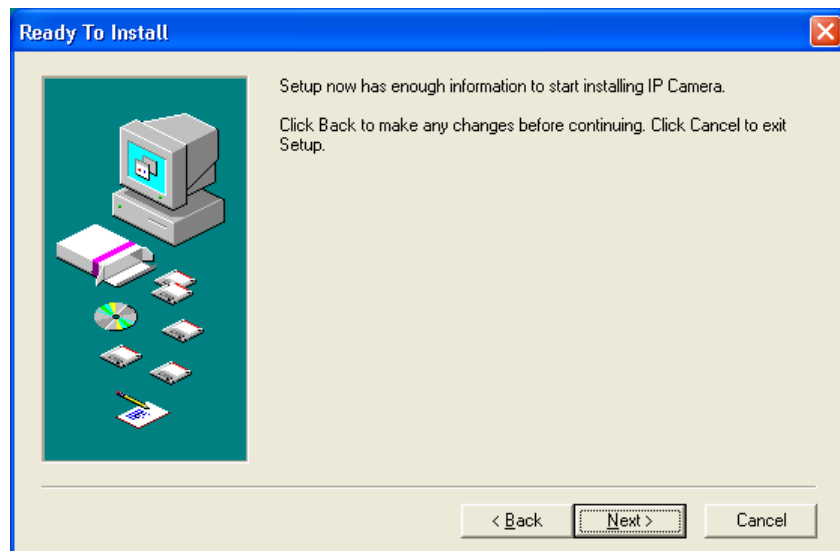 Ready To Install
Setup now has enough information to start installing IP Camera.
Click Back to make any changes before continuing. Click Cancel to exit
Setup.
< Back
Next >
Cancel